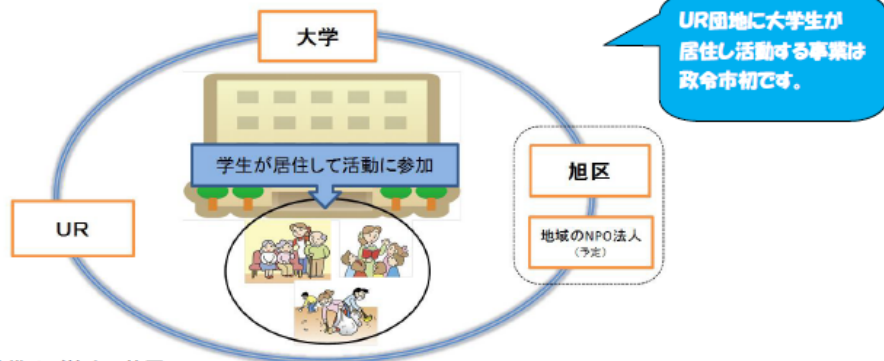 大学
UR団地に大学生が
居住し活動する事業は
政令市初です。
学生が居住して活動に参加
旭区
UR
地域のNPO法人
（予定）